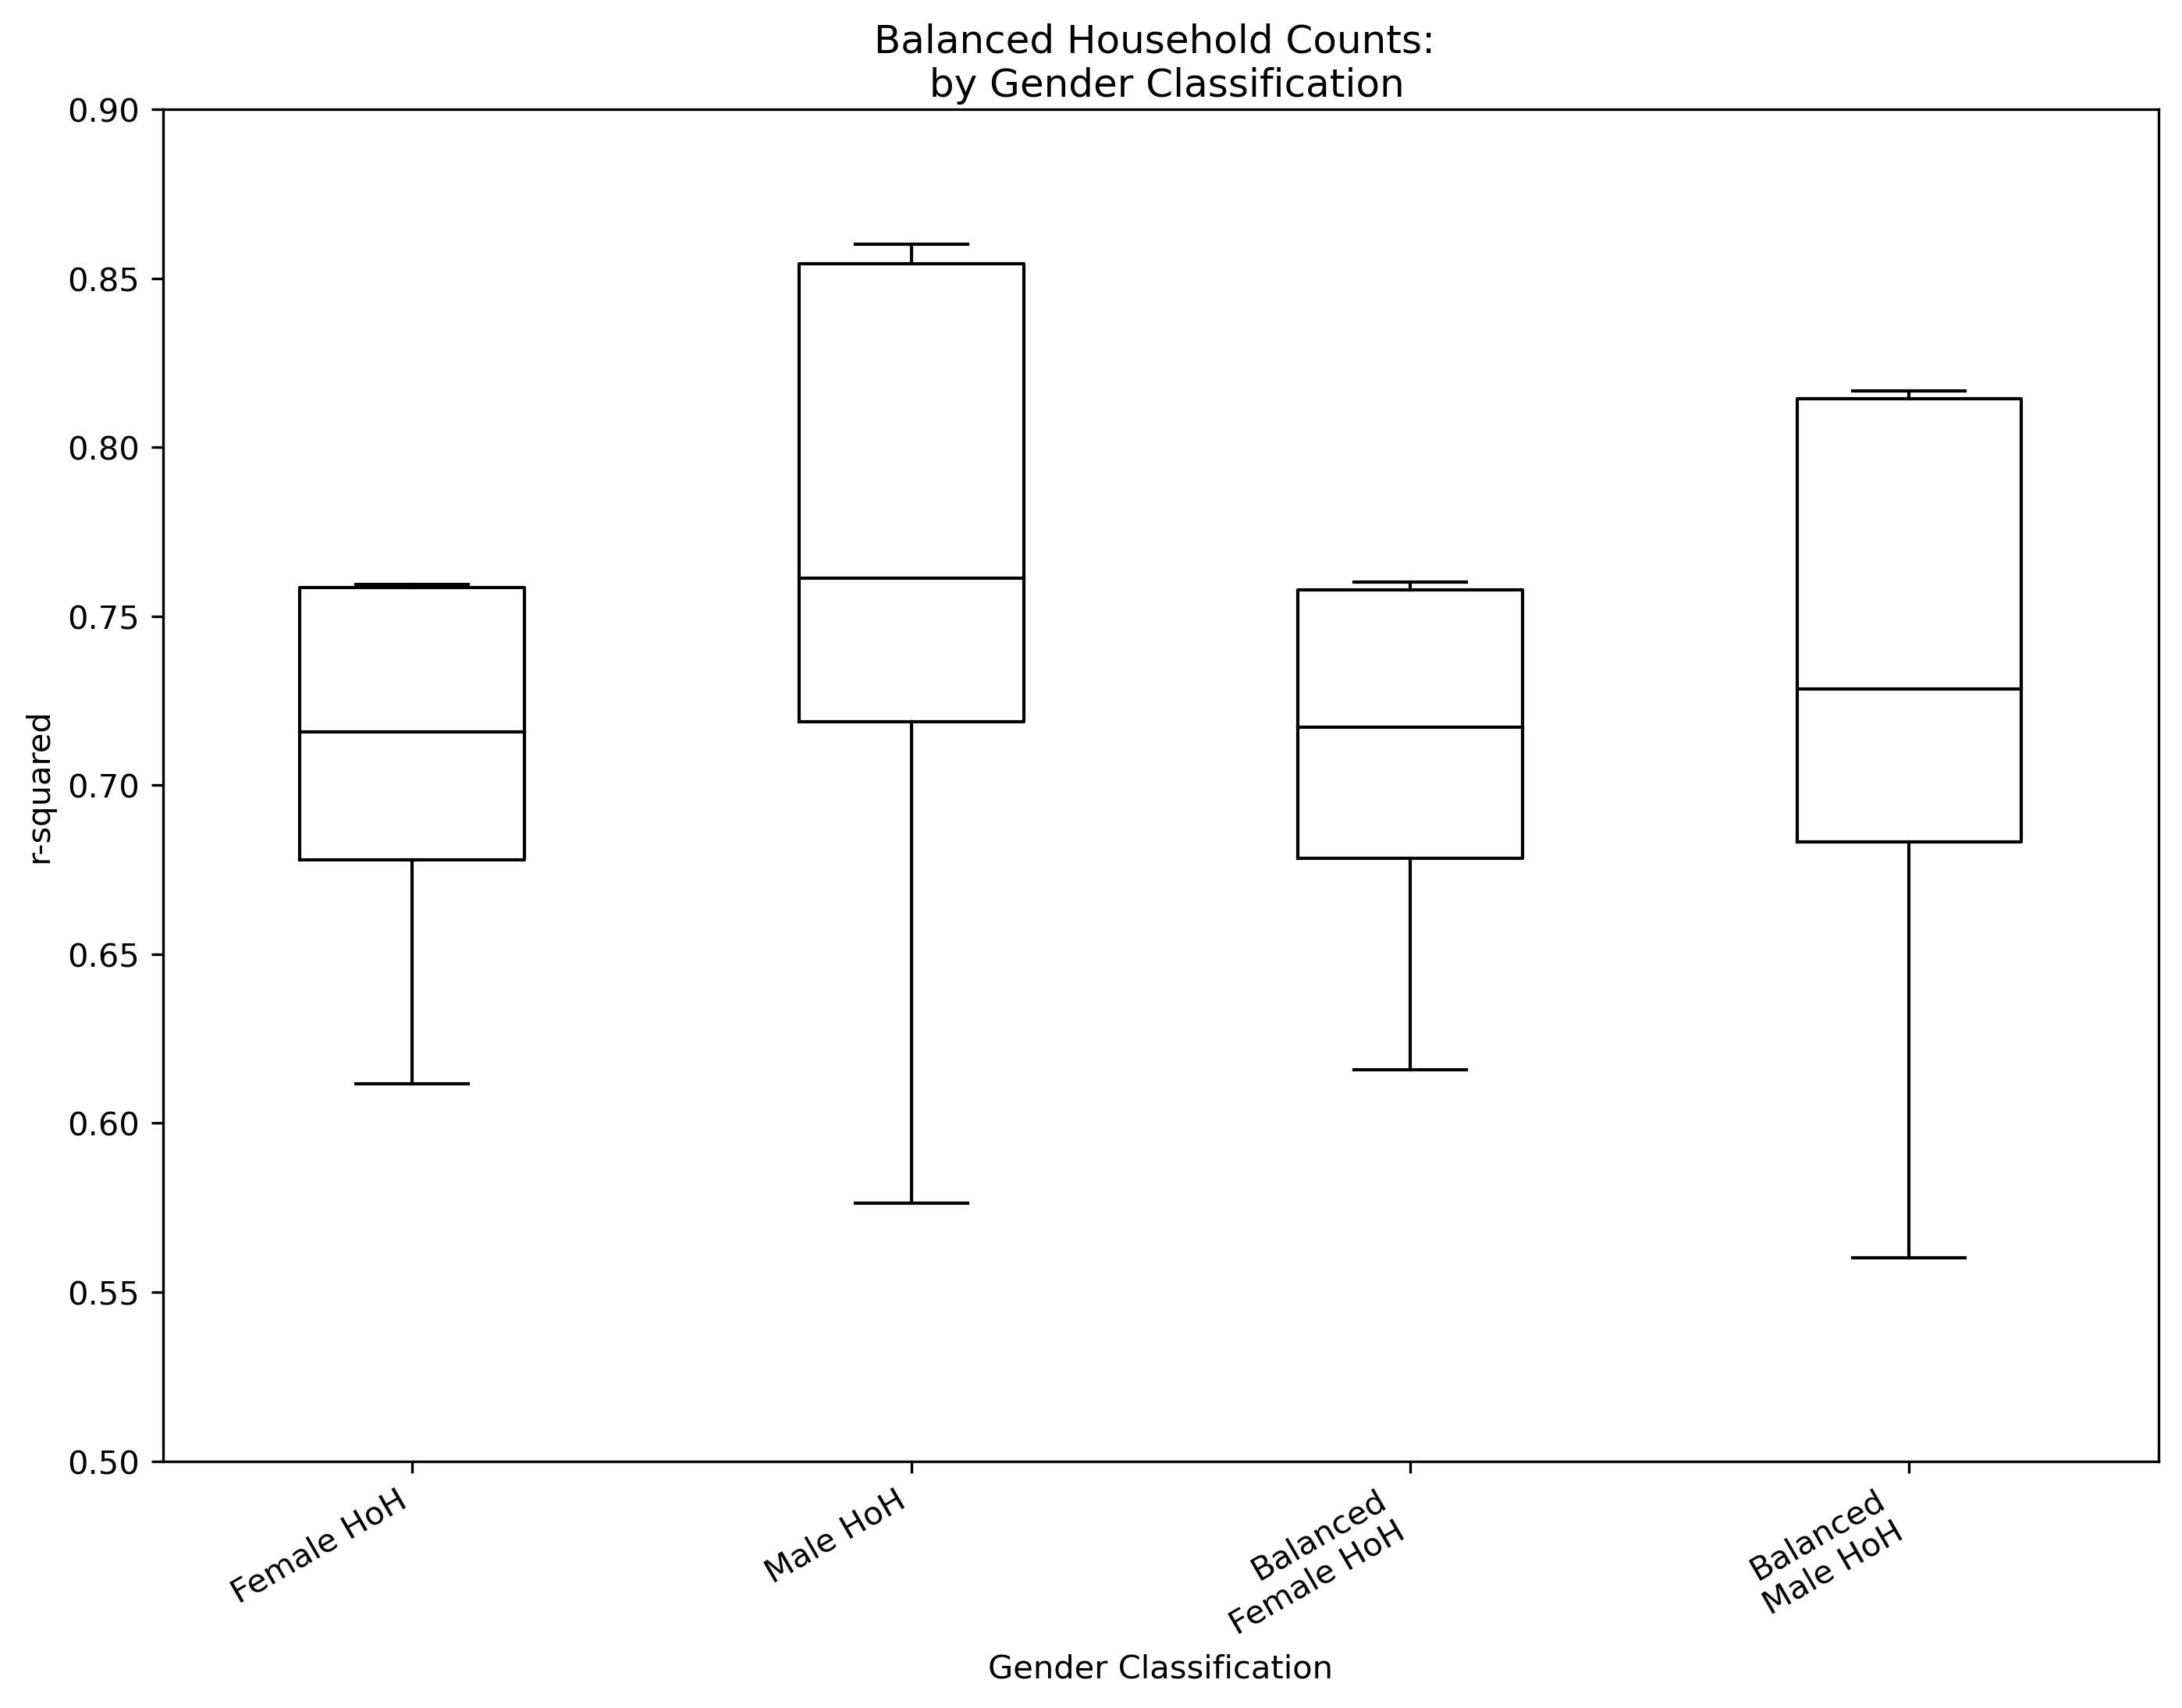 Balanced Household Counts:
by Gender Classification
0.90
0.85
0.80
0.75
0.70
0.65
0.60
0.55
0.50
r-squared
Female HoH
Male HoH
Balanced
Female HoH
Balanced
Male HoH
Gender Classification